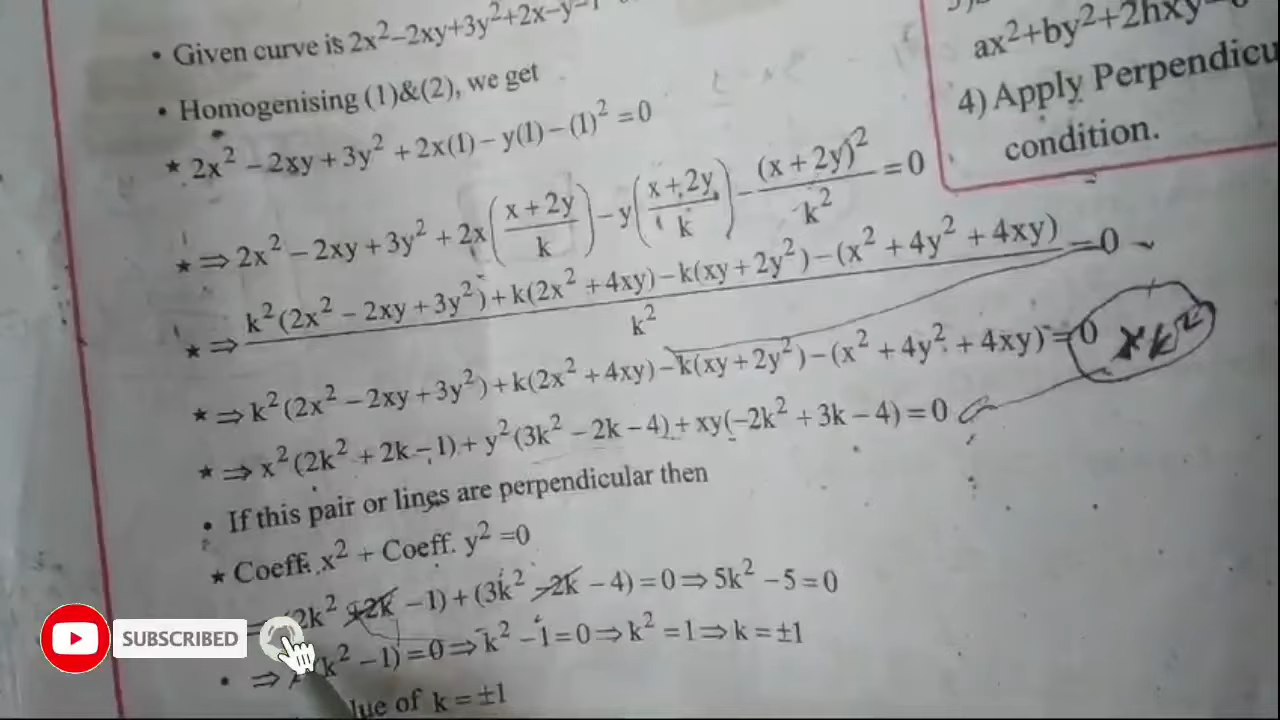 • Given curve is 2x²−2xy+3y²+2x−y−1
• Homogenising (1)&(2), we get
★ 2x² − 2xy + 3y² + 2x(1) − y(1) − (1)² = 0
★ ⇒ 2x² − 2xy + 3y² + 2x((x + 2y)/k) − y((x + 2y)/k) − (x + 2y)²/k² = 0
★ ⇒ (k²(2x² − 2xy + 3y²) + k(2x² + 4xy) − k(xy + 2y²) − (x² + 4y² + 4xy))/k² = 0
★ ⇒ k²(2x² − 2xy + 3y²) + k(2x² + 4xy) − k(xy + 2y²) − (x² + 4y² + 4xy) = 0
xk²
★ ⇒ x²(2k² + 2k − 1) + y²(3k² − 2k − 4) + xy(−2k² + 3k − 4) = 0
• If this pair or lines are perpendicular then
★ Coeff. x² + Coeff. y² = 0
2k² +2k − 1) + (3k² −2k − 4) = 0 ⇒ 5k² − 5 = 0
• ⇒ (k² − 1) = 0 ⇒ k² − 1 = 0 ⇒ k² = 1 ⇒ k = ±1
lue of k = ±1
ax²+by²+2hxy
4) Apply Perpendicu
condition.
SUBSCRIBED